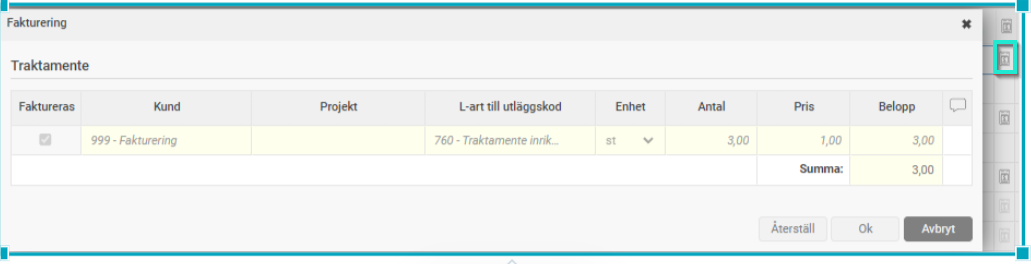 Fakturering
Traktamente
Faktureras Kund Projekt L-art till utläggskod Enhet Antal Pris Belopp
999 - Fakturering 760 - Traktamente inrik... st 3,00 1,00 3,00
Summa: 3,00
Återställ Ok Avbryt